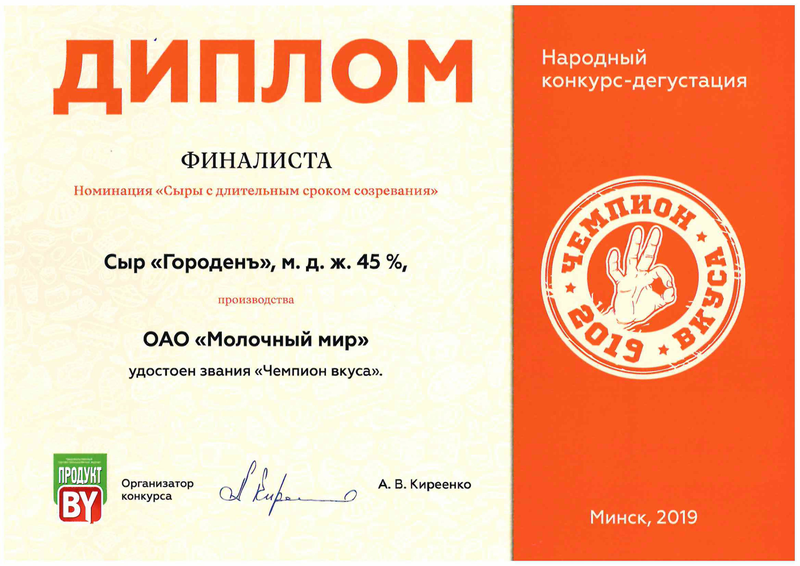 ДИПЛОМ
ФИНАЛИСТА
Номинация «Сыры с длительным сроком созревания»
Сыр «Городенъ», м. д. ж. 45 %,
производства
ОАО «Молочный мир»
удостоен звания «Чемпион вкуса».
ПРОДУКТ
BY
Организатор
конкурса
А. В. Киреенко
Народный
конкурс-дегустация
ЧЕМПИОН
ВКУСА
2019
Минск, 2019